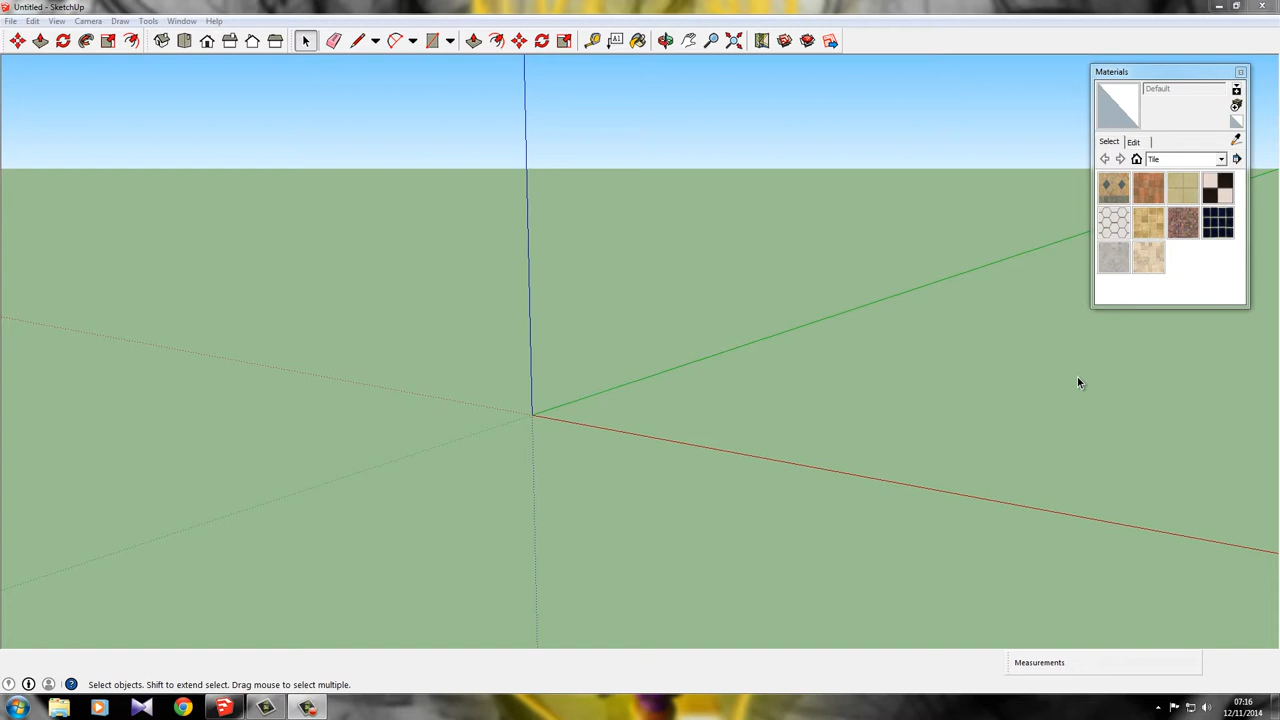 Untitled - SketchUp
File Edit View Camera Draw Tools Window Help
A1
Materials
Default
Select Edit
Tile
Measurements
Select objects. Shift to extend select. Drag mouse to select multiple.
07:16
12/11/2014